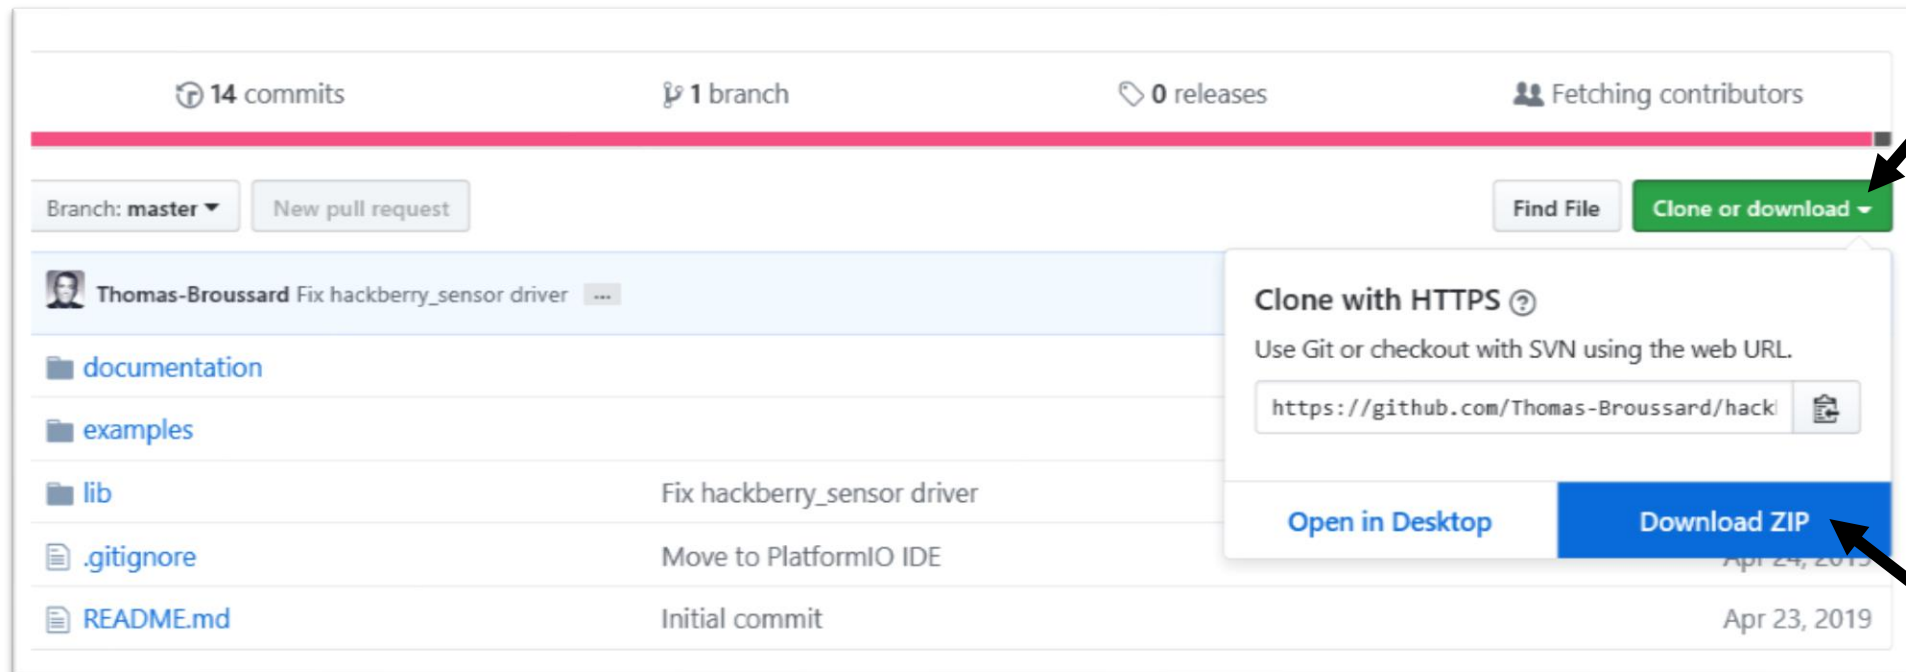 14 commits 1 branch 0 releases Fetching contributors
Branch: master New pull request Find File Clone or download
Thomas-Broussard Fix hackberry_sensor driver ...
Clone with HTTPS
Use Git or checkout with SVN using the web URL.
https://github.com/Thomas-Broussard/hack
Open in Desktop Download ZIP
documentation
examples
lib Fix hackberry_sensor driver
.gitignore Move to PlatformIO IDE Apr 24, 2019
README.md Initial commit Apr 23, 2019